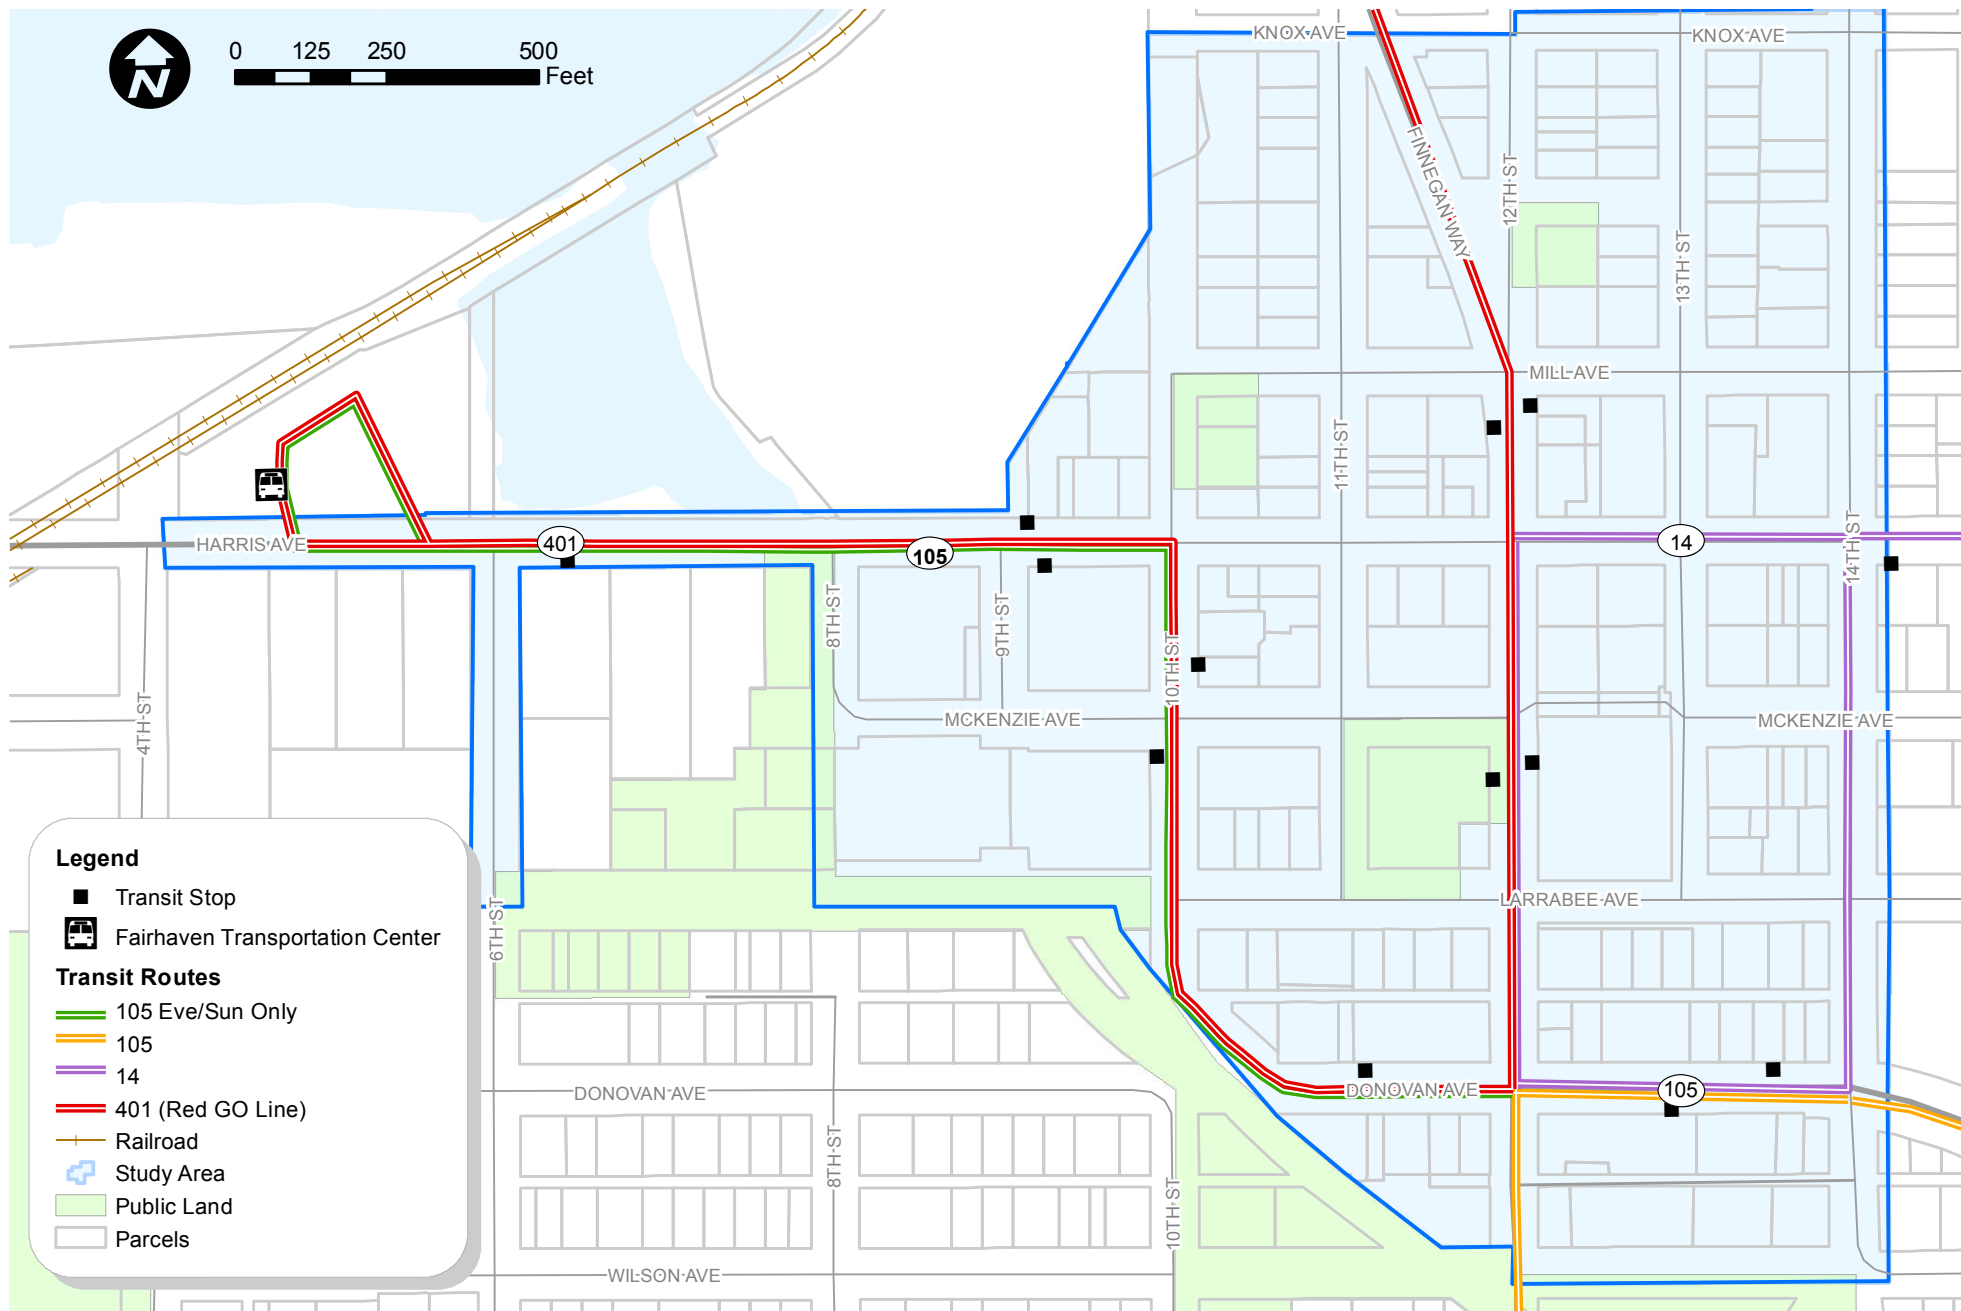 N
0 125 250 500
Feet
KNOX AVE
KNOX AVE
FINNEGAN WAY
12TH ST
13TH ST
MILL AVE
11TH ST
HARRIS AVE
401
105
14
14TH ST
8TH ST
9TH ST
10TH ST
4TH ST
MCKENZIE AVE
MCKENZIE AVE
LARRABEE AVE
6TH ST
DONOVAN AVE
DONOVAN AVE
105
8TH ST
10TH ST
WILSON AVE
Legend
Transit Stop
Fairhaven Transportation Center
Transit Routes
105 Eve/Sun Only
105
14
401 (Red GO Line)
Railroad
Study Area
Public Land
Parcels